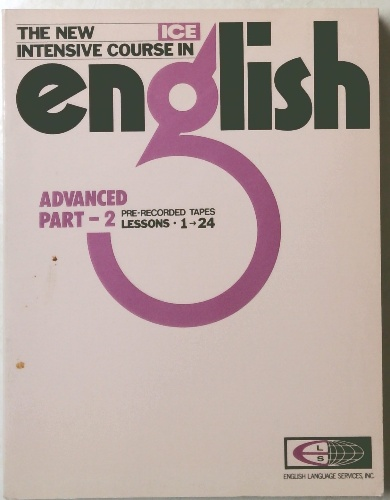 THE NEW ICE
INTENSIVE COURSE IN
english
ADVANCED
PART - 2
PRE-RECORDED TAPES
LESSONS · 1→24
E L S
ENGLISH LANGUAGE SERVICES, INC.